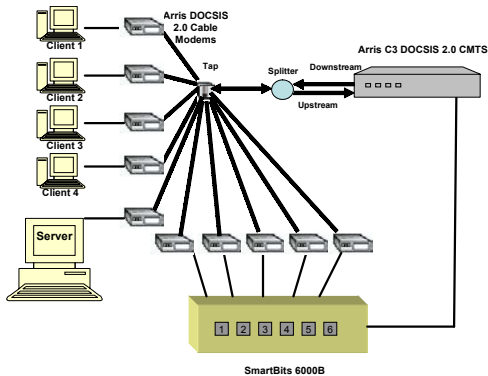 Arris DOCSIS
2.0 Cable
Modems
Client 1
Tap
Splitter
Downstream
Arris C3 DOCSIS 2.0 CMTS
Upstream
Client 2
Client 3
Client 4
Server
1 2 3 4 5 6
SmartBits 6000B